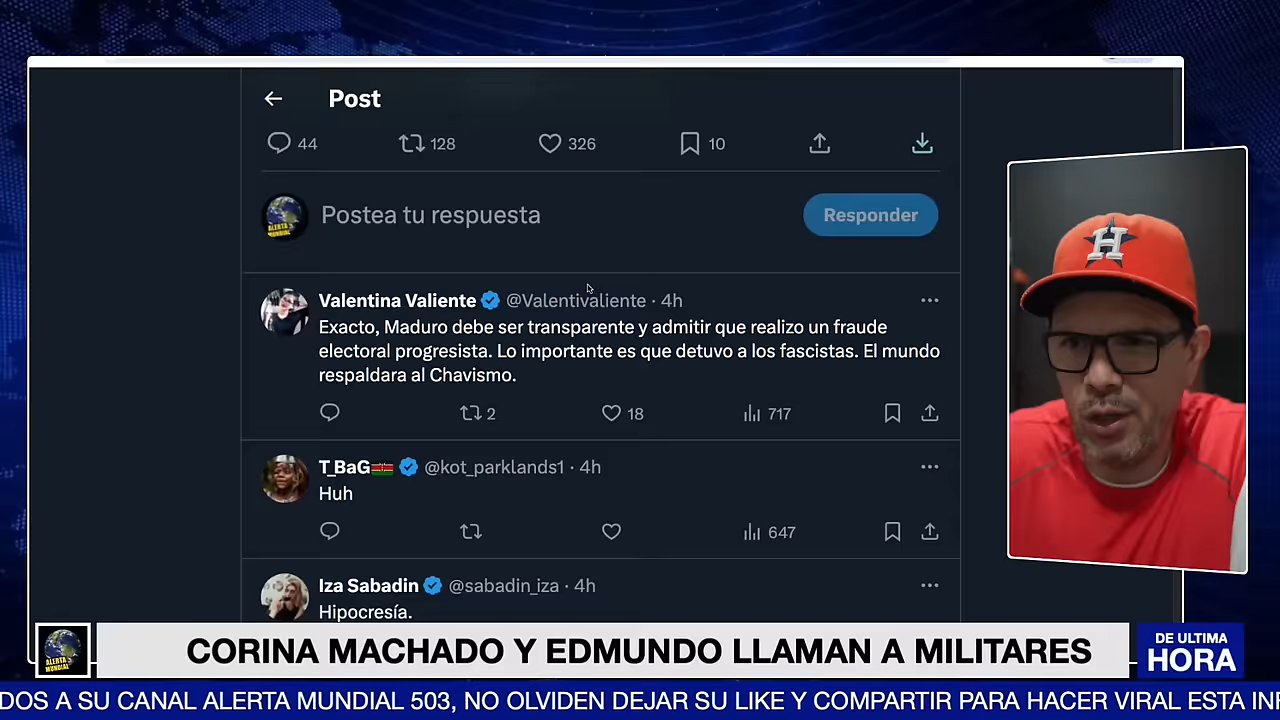 Post
44
128
326
10
Postea tu respuesta
Responder
Valentina Valiente @Valentivaliente · 4h
Exacto, Maduro debe ser transparente y admitir que realizo un fraude
electoral progresista. Lo importante es que detuvo a los fascistas. El mundo
respaldara al Chavismo.
2
18
717
T_BaG @kot_parklands1 · 4h
Huh
647
Iza Sabadin @sabadin_iza · 4h
Hipocresía.
H
ALERTA
MUNDIAL
CORINA MACHADO Y EDMUNDO LLAMAN A MILITARES
DE ULTIMA
HORA
DOS A SU CANAL ALERTA MUNDIAL 503, NO OLVIDEN DEJAR SU LIKE Y COMPARTIR PARA HACER VIRAL ESTA